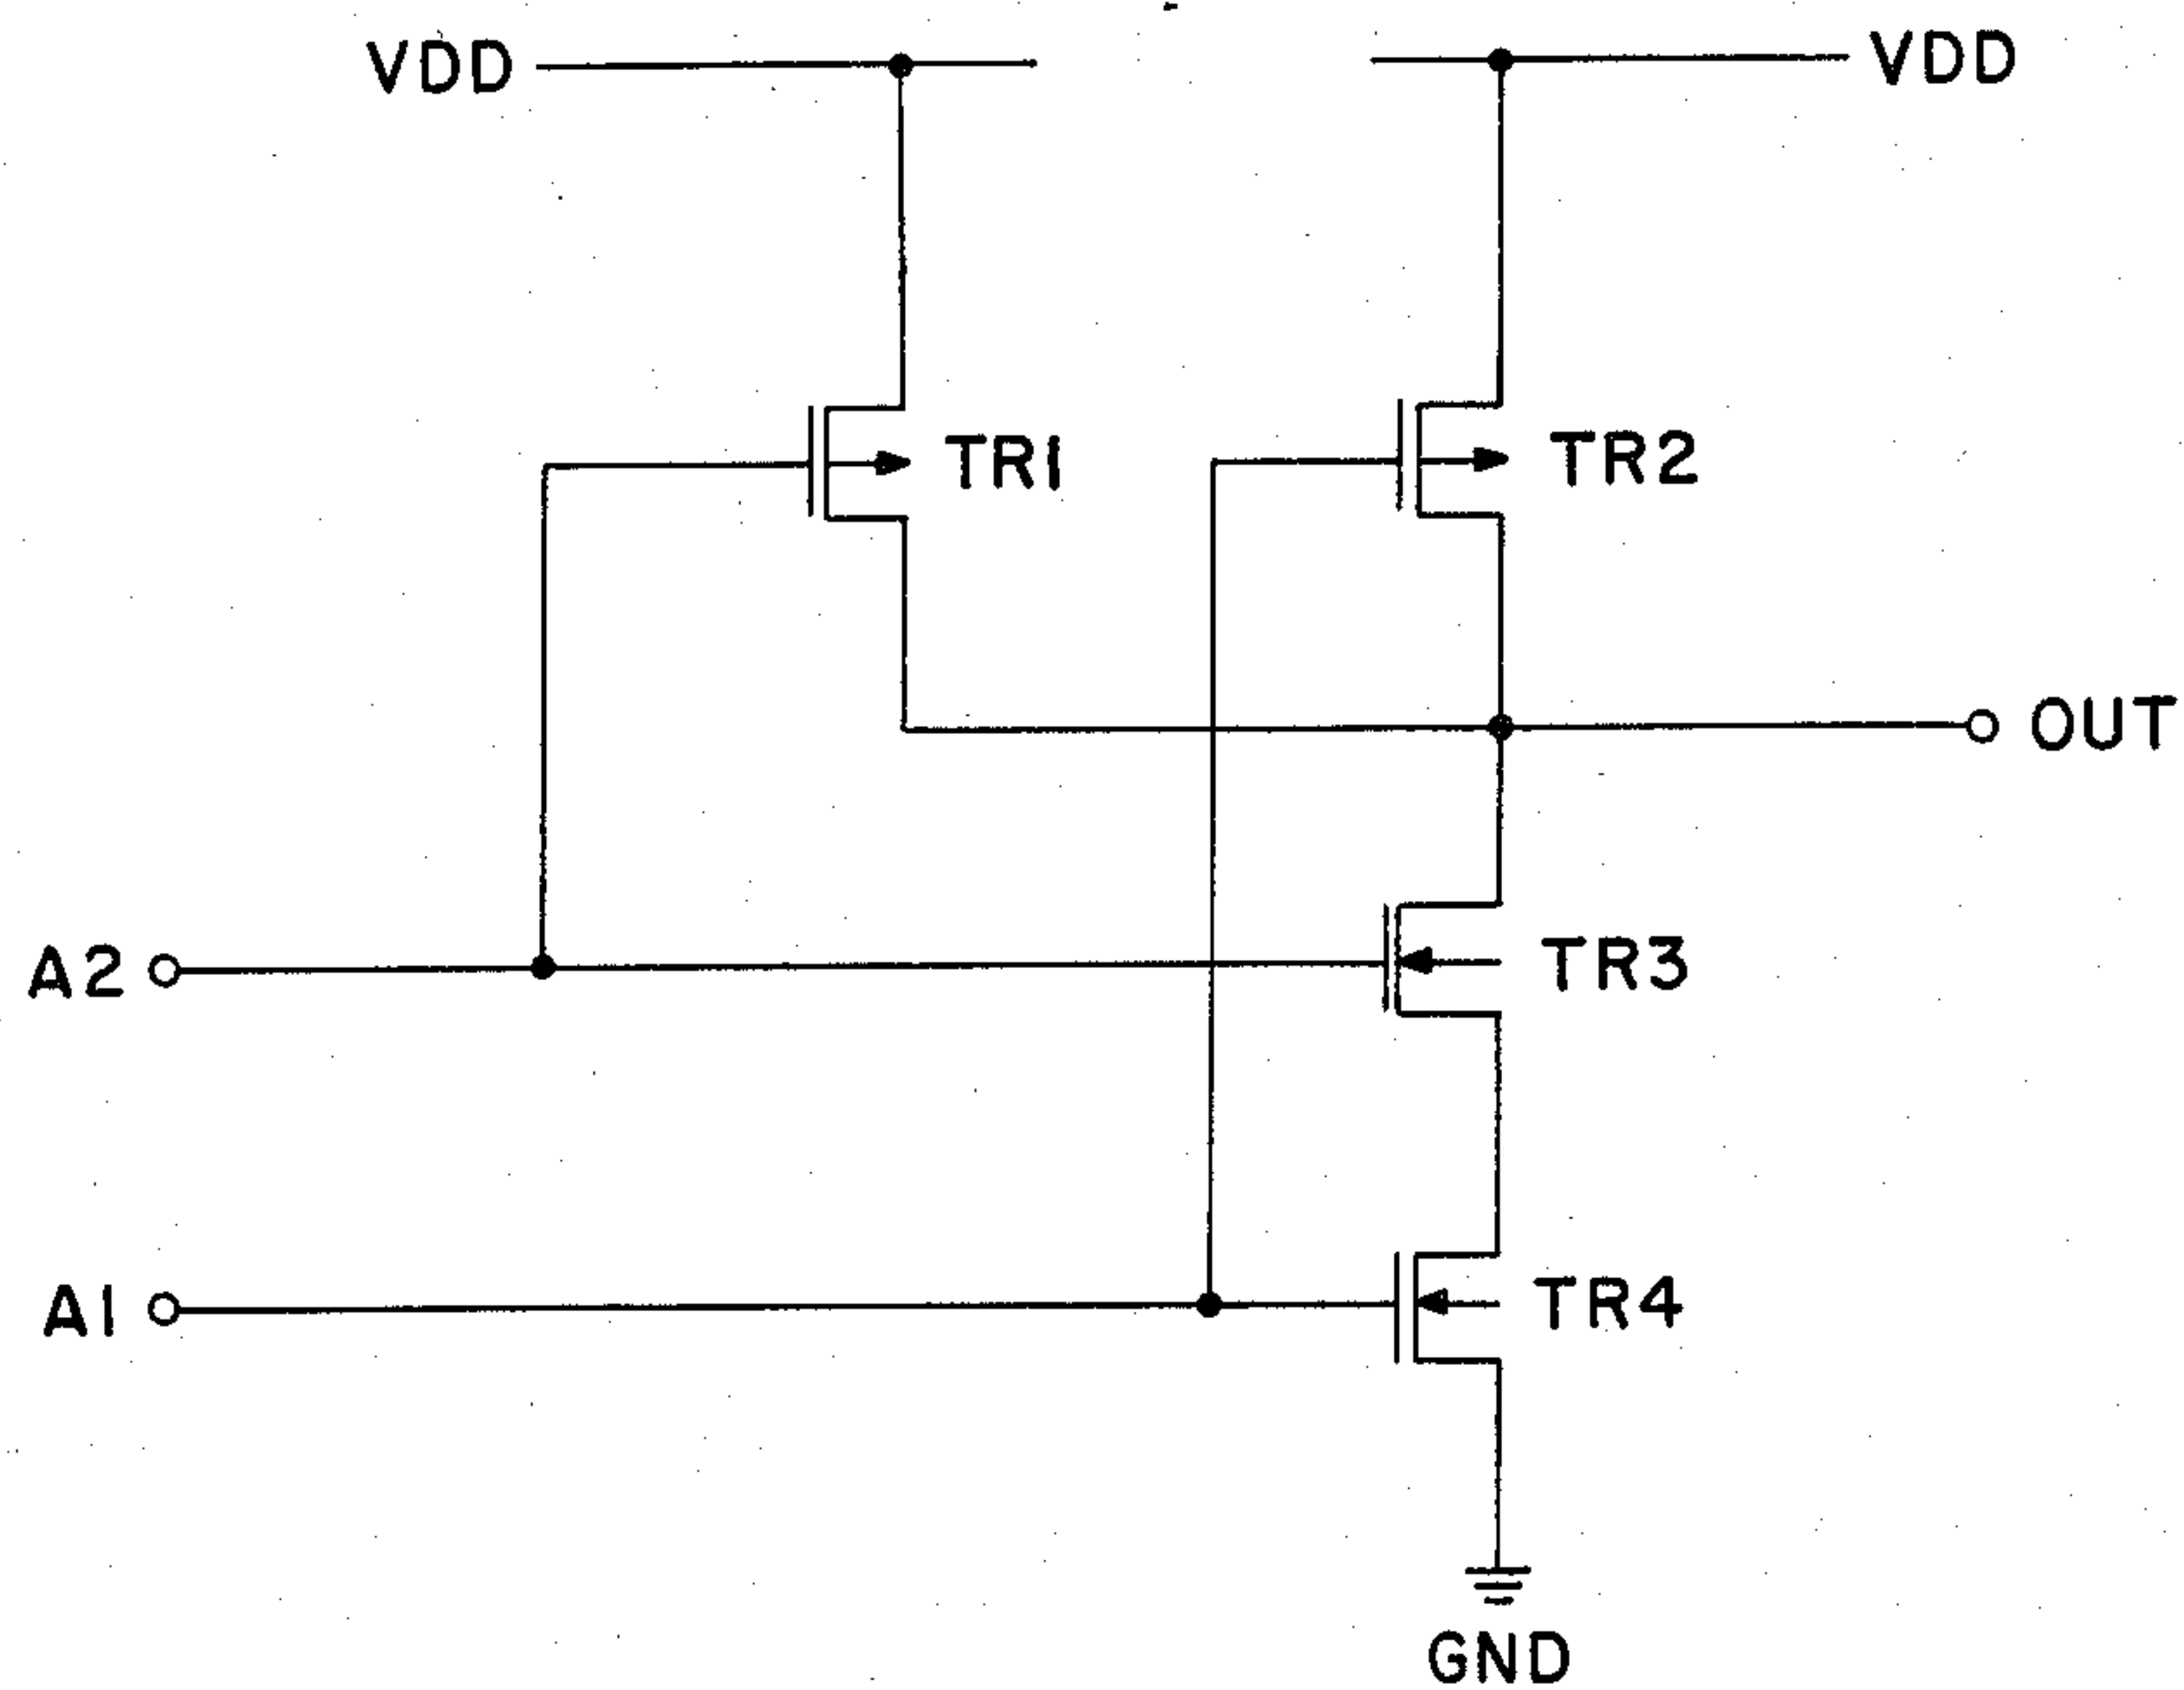 VDD
VDD
TR1
TR2
OUT
A2
TR3
A1
TR4
GND